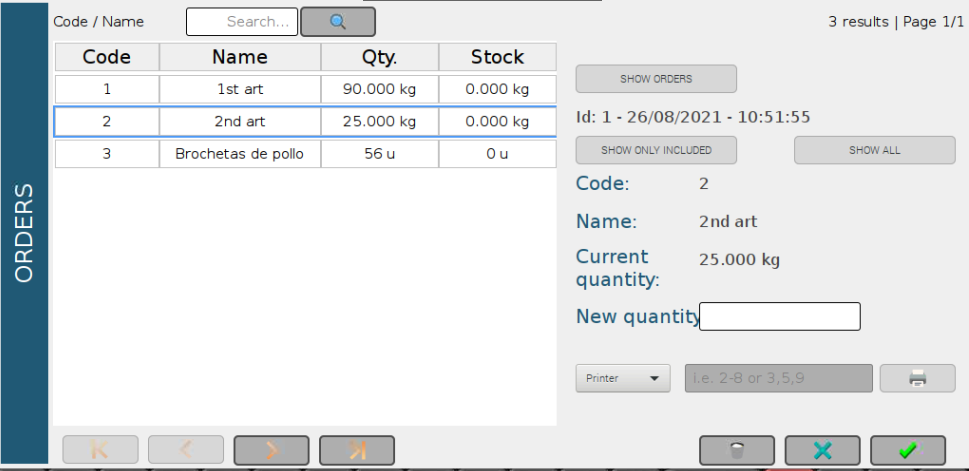 Code / Name
Search...
3 results | Page 1/1
ORDERS
Code Name Qty. Stock
1 1st art 90.000 kg 0.000 kg
2 2nd art 25.000 kg 0.000 kg
3 Brochetas de pollo 56 u 0 u
SHOW ORDERS
Id: 1 - 26/08/2021 - 10:51:55
SHOW ONLY INCLUDED SHOW ALL
Code: 2
Name: 2nd art
Current quantity: 25.000 kg
New quantity
Printer i.e. 2-8 or 3,5,9